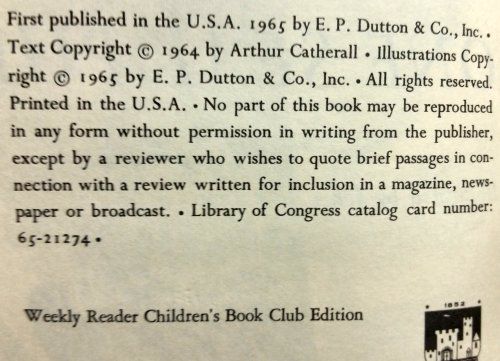 First published in the U.S.A. 1965 by E. P. Dutton & Co., Inc. •
Text Copyright © 1964 by Arthur Catherall • Illustrations Copy-
right © 1965 by E. P. Dutton & Co., Inc. • All rights reserved.
Printed in the U.S.A. • No part of this book may be reproduced
in any form without permission in writing from the publisher,
except by a reviewer who wishes to quote brief passages in con-
nection with a review written for inclusion in a magazine, news-
paper or broadcast. • Library of Congress catalog card number:
65-21274 •
* 1852 *
Weekly Reader Children's Book Club Edition